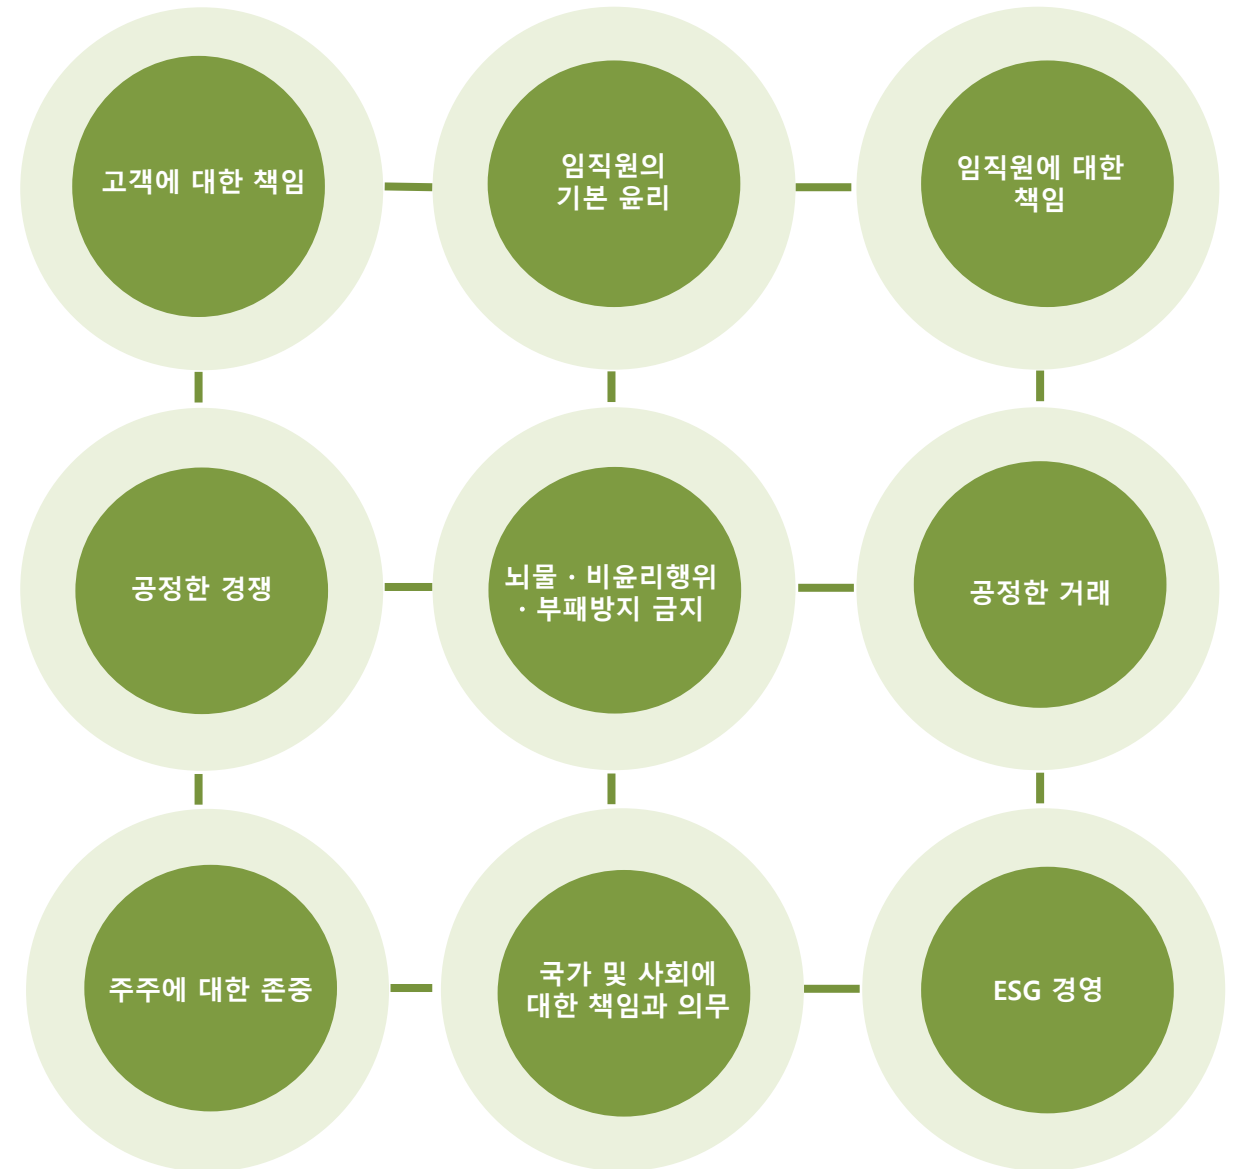 고객에 대한 책임
임직원의
기본 윤리
임직원에 대한
책임
공정한 경쟁
뇌물 · 비윤리행위
· 부패방지 금지
공정한 거래
주주에 대한 존중
국가 및 사회에
대한 책임과 의무
ESG 경영